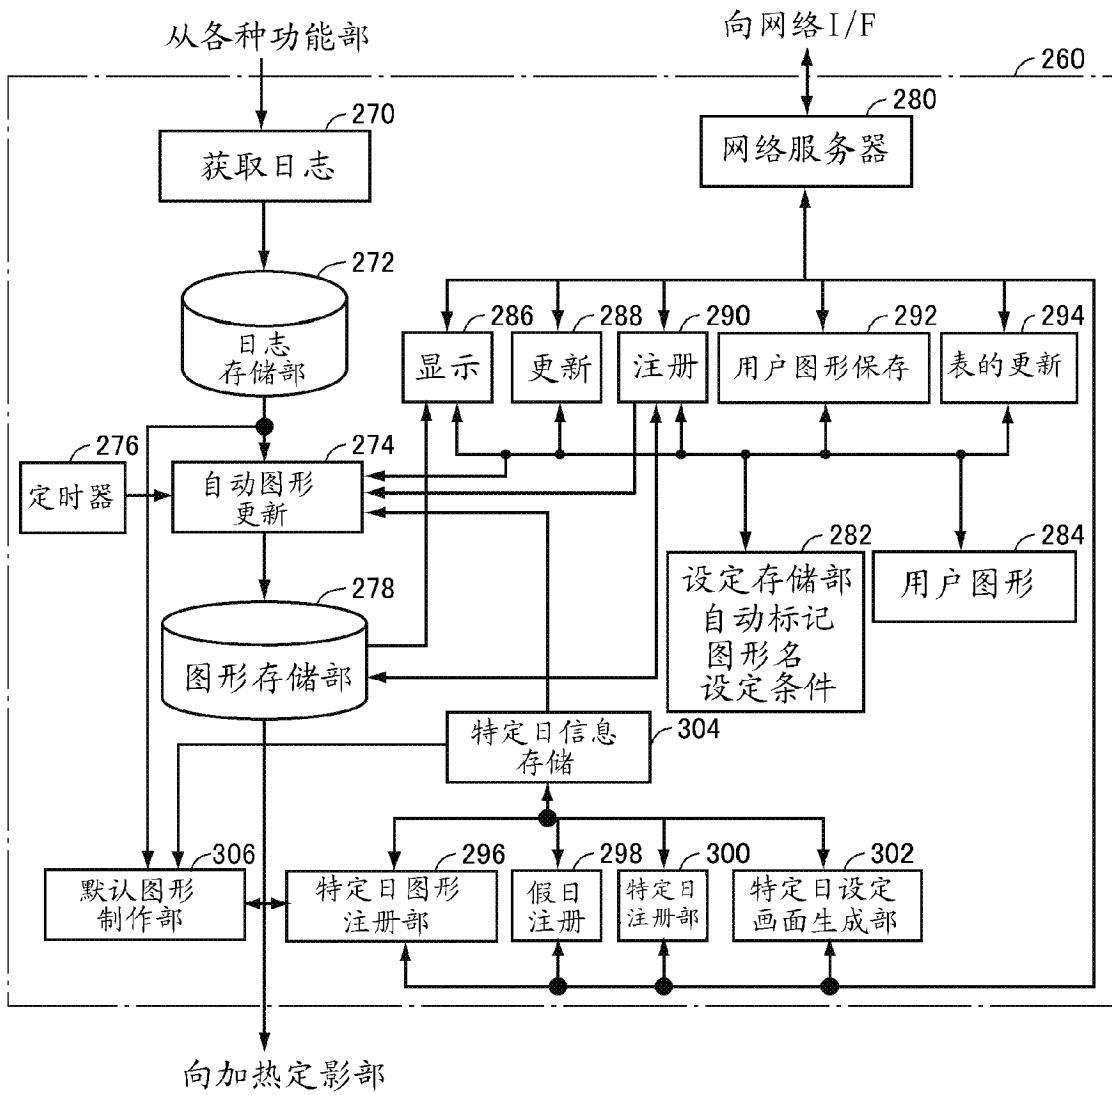 从各种功能部
向网络I/F
260
270
获取日志
280
网络服务器
272
日志
存储部
286
显示
288
更新
290
注册
292
用户图形保存
294
表的更新
276
定时器
274
自动图形
更新
282
设定存储部
自动标记
图形名
设定条件
284
用户图形
278
图形存储部
特定日信息
存储
304
306
默认图形
制作部
296
特定日图形
注册部
298
假日
注册
300
特定日
注册部
302
特定日设定
画面生成部
向加热定影部